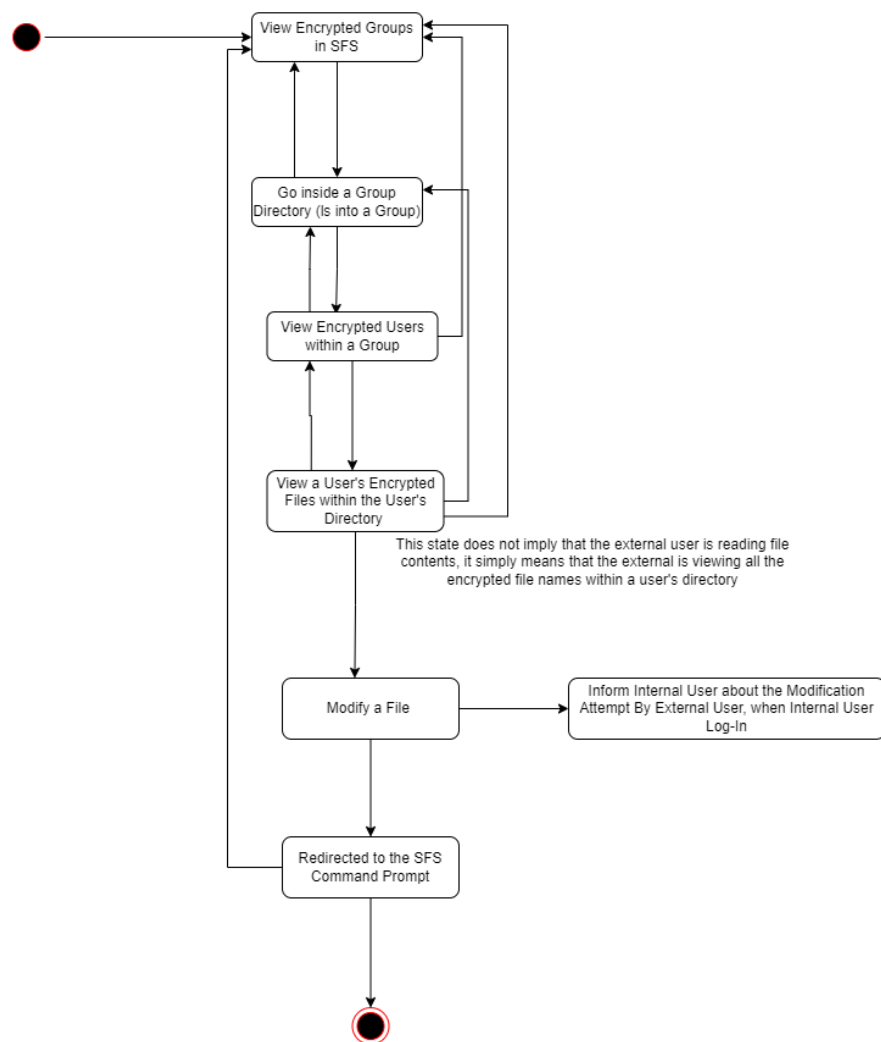 View Encrypted Groups
in SFS
Go inside a Group
Directory (Is into a Group)
View Encrypted Users
within a Group
View a User's Encrypted
Files within the User's
Directory
This state does not imply that the external user is reading file
contents, it simply means that the external is viewing all the
encrypted file names within a user's directory
Modify a File
Inform Internal User about the Modification
Attempt By External User, when Internal User
Log-In
Redirected to the SFS
Command Prompt